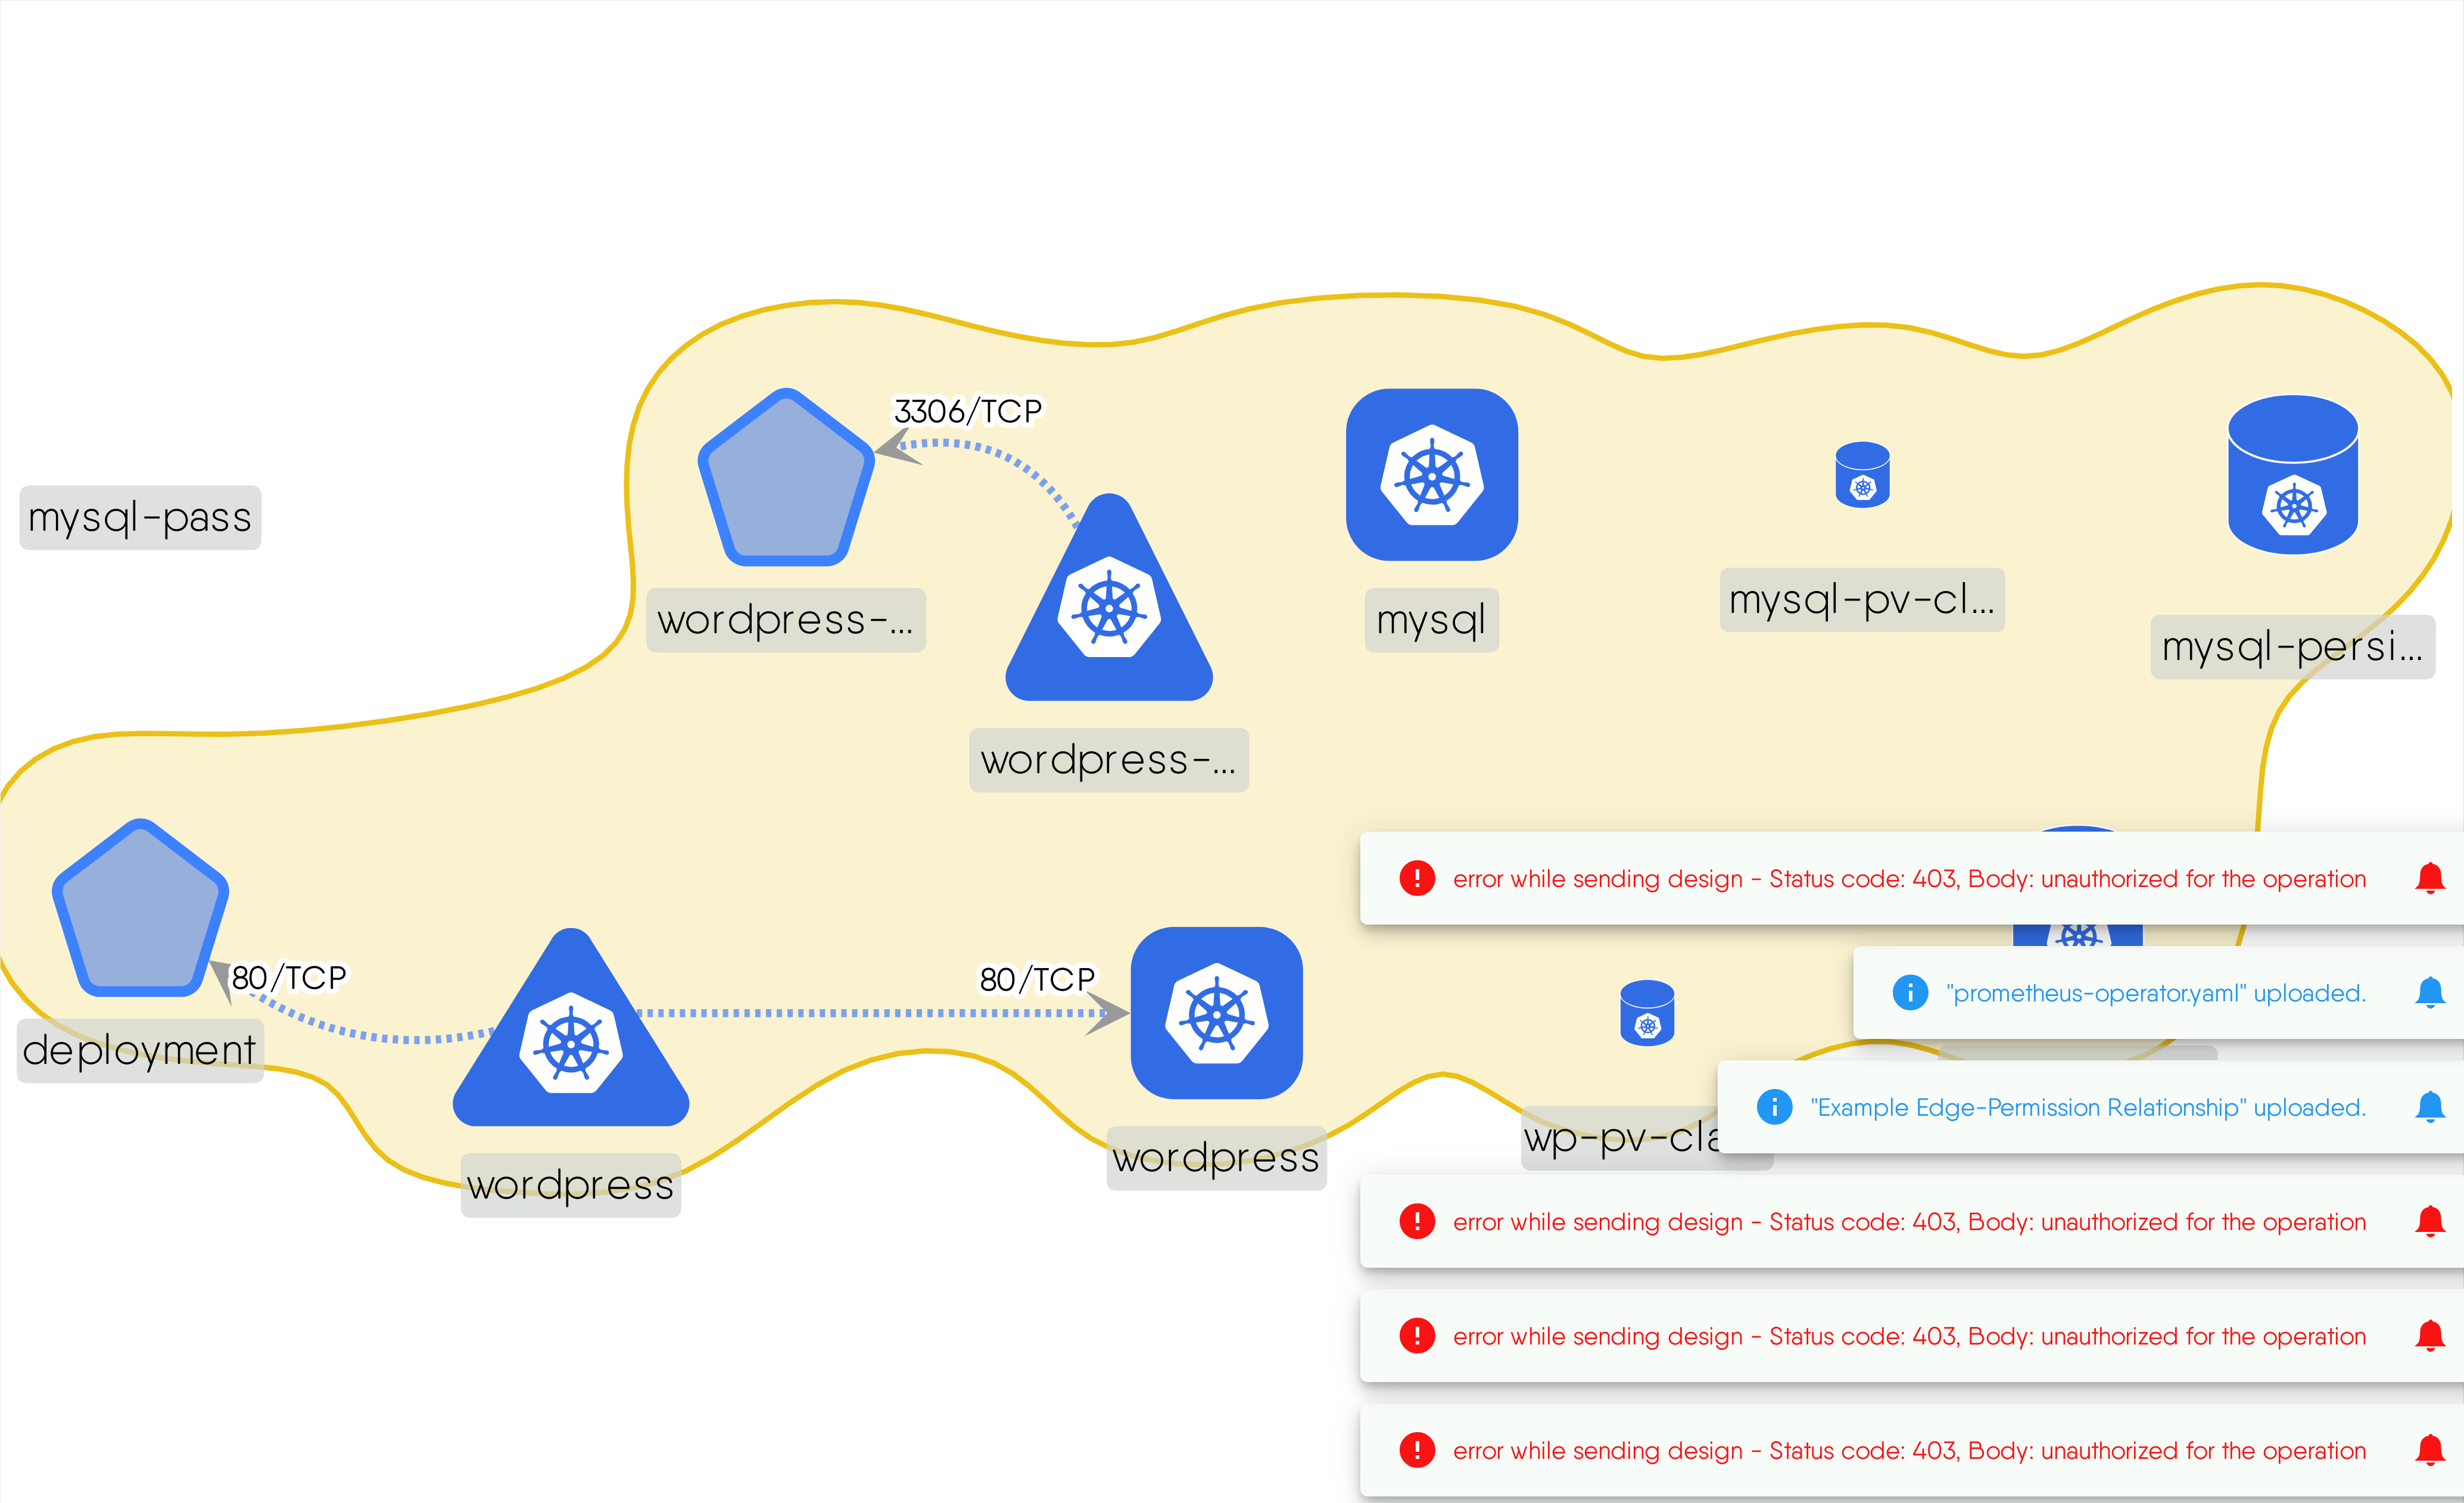 3306/TCP
mysql-pass
wordpress-...
mysql
mysql-pv-cl...
mysql-persi...
wordpress-...
error while sending design - Status code: 403, Body: unauthorized for the operation
80/TCP
80/TCP
"prometheus-operator.yaml" uploaded.
deployment
"Example Edge-Permission Relationship" uploaded.
wp-pv-cla
wordpress
wordpress
error while sending design - Status code: 403, Body: unauthorized for the operation
error while sending design - Status code: 403, Body: unauthorized for the operation
error while sending design - Status code: 403, Body: unauthorized for the operation